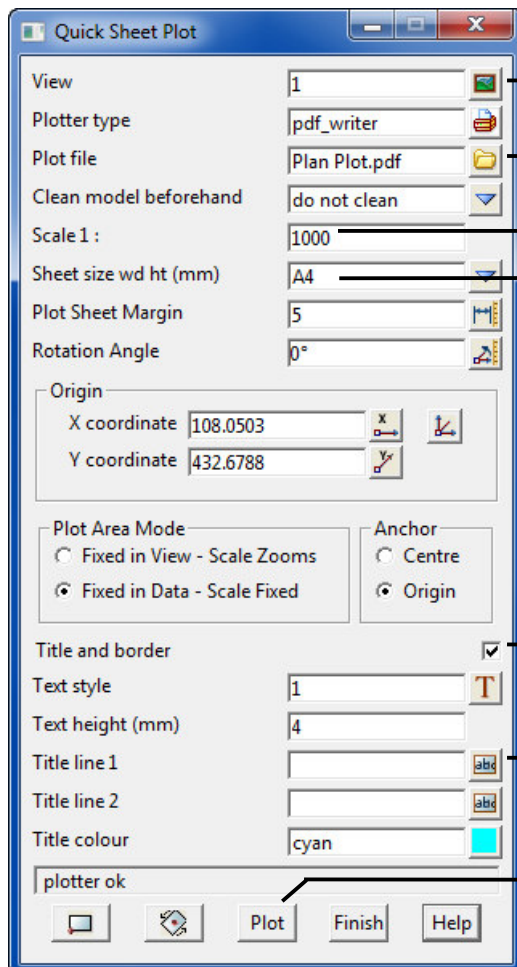 Quick Sheet Plot
View 1
Plotter type pdf_writer
Plot file Plan Plot.pdf
Clean model beforehand do not clean
Scale 1 : 1000
Sheet size wd ht (mm) A4
Plot Sheet Margin 5
Rotation Angle 0°
Origin
X coordinate 108.0503 X
Y coordinate 432.6788 Y
Plot Area Mode Anchor
Fixed in View - Scale Zooms Centre
Fixed in Data - Scale Fixed Origin
Title and border
Text style 1 T
Text height (mm) 4
Title line 1 abc
Title line 2 abc
Title colour cyan
plotter ok
Plot Finish Help